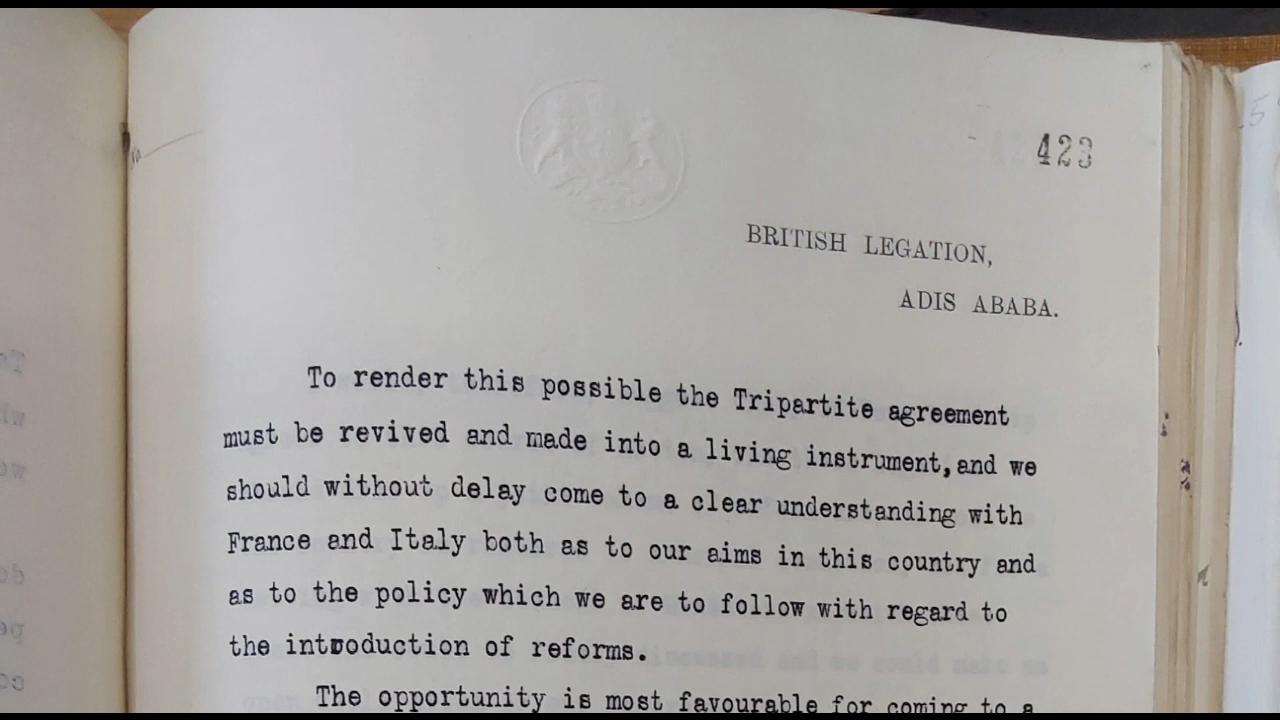 423
BRITISH LEGATION,
ADIS ABABA.
To render this possible the Tripartite agreement
must be revived and made into a living instrument,and we
should without delay come to a clear understanding with
France and Italy both as to our aims in this country and
as to the policy which we are to follow with regard to
the introduction of reforms.
The opportunity is most favourable for coming to a